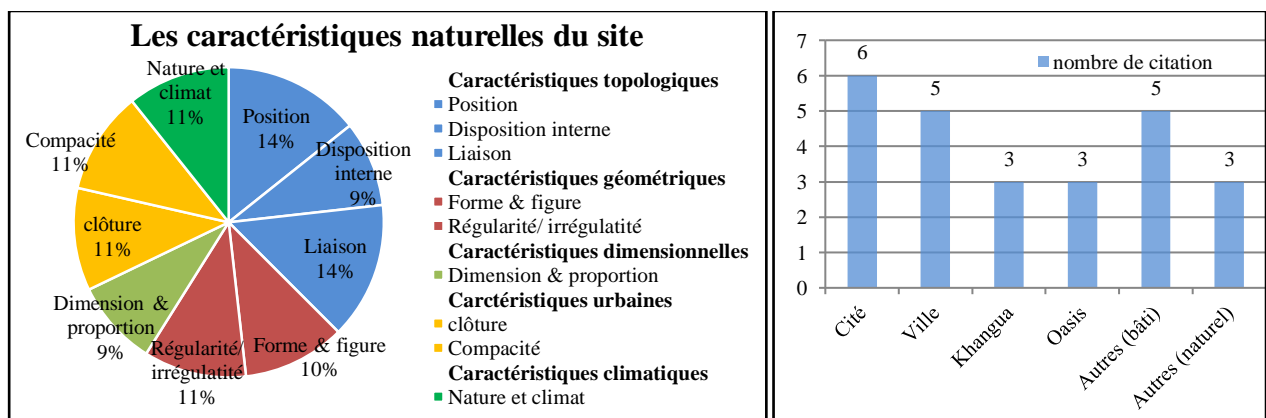 Les caractéristiques naturelles du site
Nature et
climat
11%
Position
14%
Disposition
interne
9%
Liaison
14%
Forme & figure
10%
Régularité/
irrégulatité
11%
Dimension &
proportion
9%
clôture
11%
Compacité
11%
Caractéristiques topologiques
Position
Disposition interne
Liaison
Caractéristiques géométriques
Forme & figure
Régularité/ irrégulatité
Caractéristiques dimensionnelles
Dimension & proportion
Carctéristiques urbaines
clôture
Compacité
Caractéristiques climatiques
Nature et climat
7
6
5
4
3
2
1
0
6
5
3
3
5
3
nombre de citation
Cité
Ville
Khangua
Oasis
Autres (bâti)
Autres (naturel)